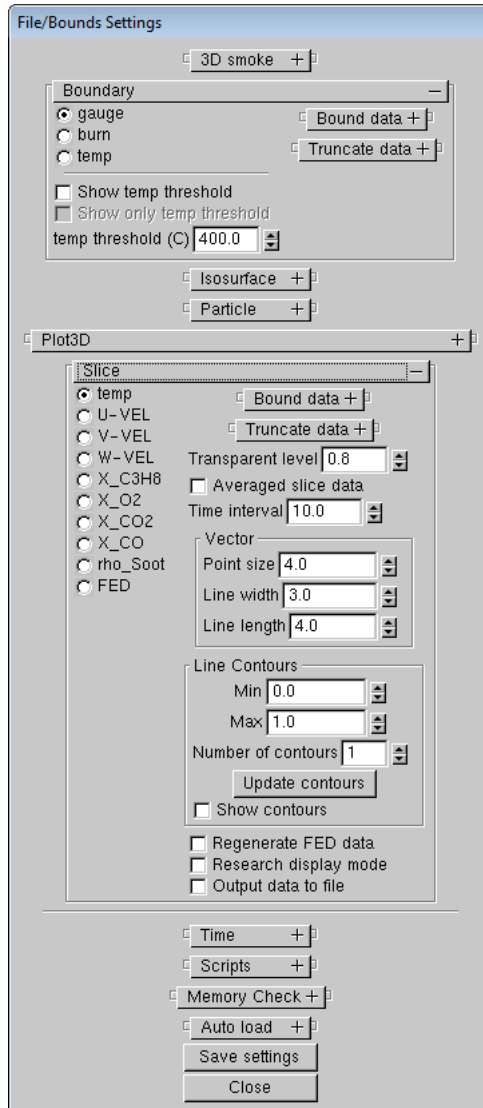 File/Bounds Settings
3D smoke +
Boundary −
gauge
Bound data +
burn
Truncate data +
temp
Show temp threshold
Show only temp threshold
temp threshold (C) 400.0
Isosurface +
Particle +
Plot3D +
Slice −
temp
U-VEL
V-VEL
W-VEL
X_C3H8
X_O2
X_CO2
X_CO
rho_Soot
FED
Bound data +
Truncate data +
Transparent level 0.8
Averaged slice data
Time interval 10.0
Vector
Point size 4.0
Line width 3.0
Line length 4.0
Line Contours
Min 0.0
Max 1.0
Number of contours 1
Update contours
Show contours
Regenerate FED data
Research display mode
Output data to file
Time +
Scripts +
Memory Check +
Auto load +
Save settings
Close